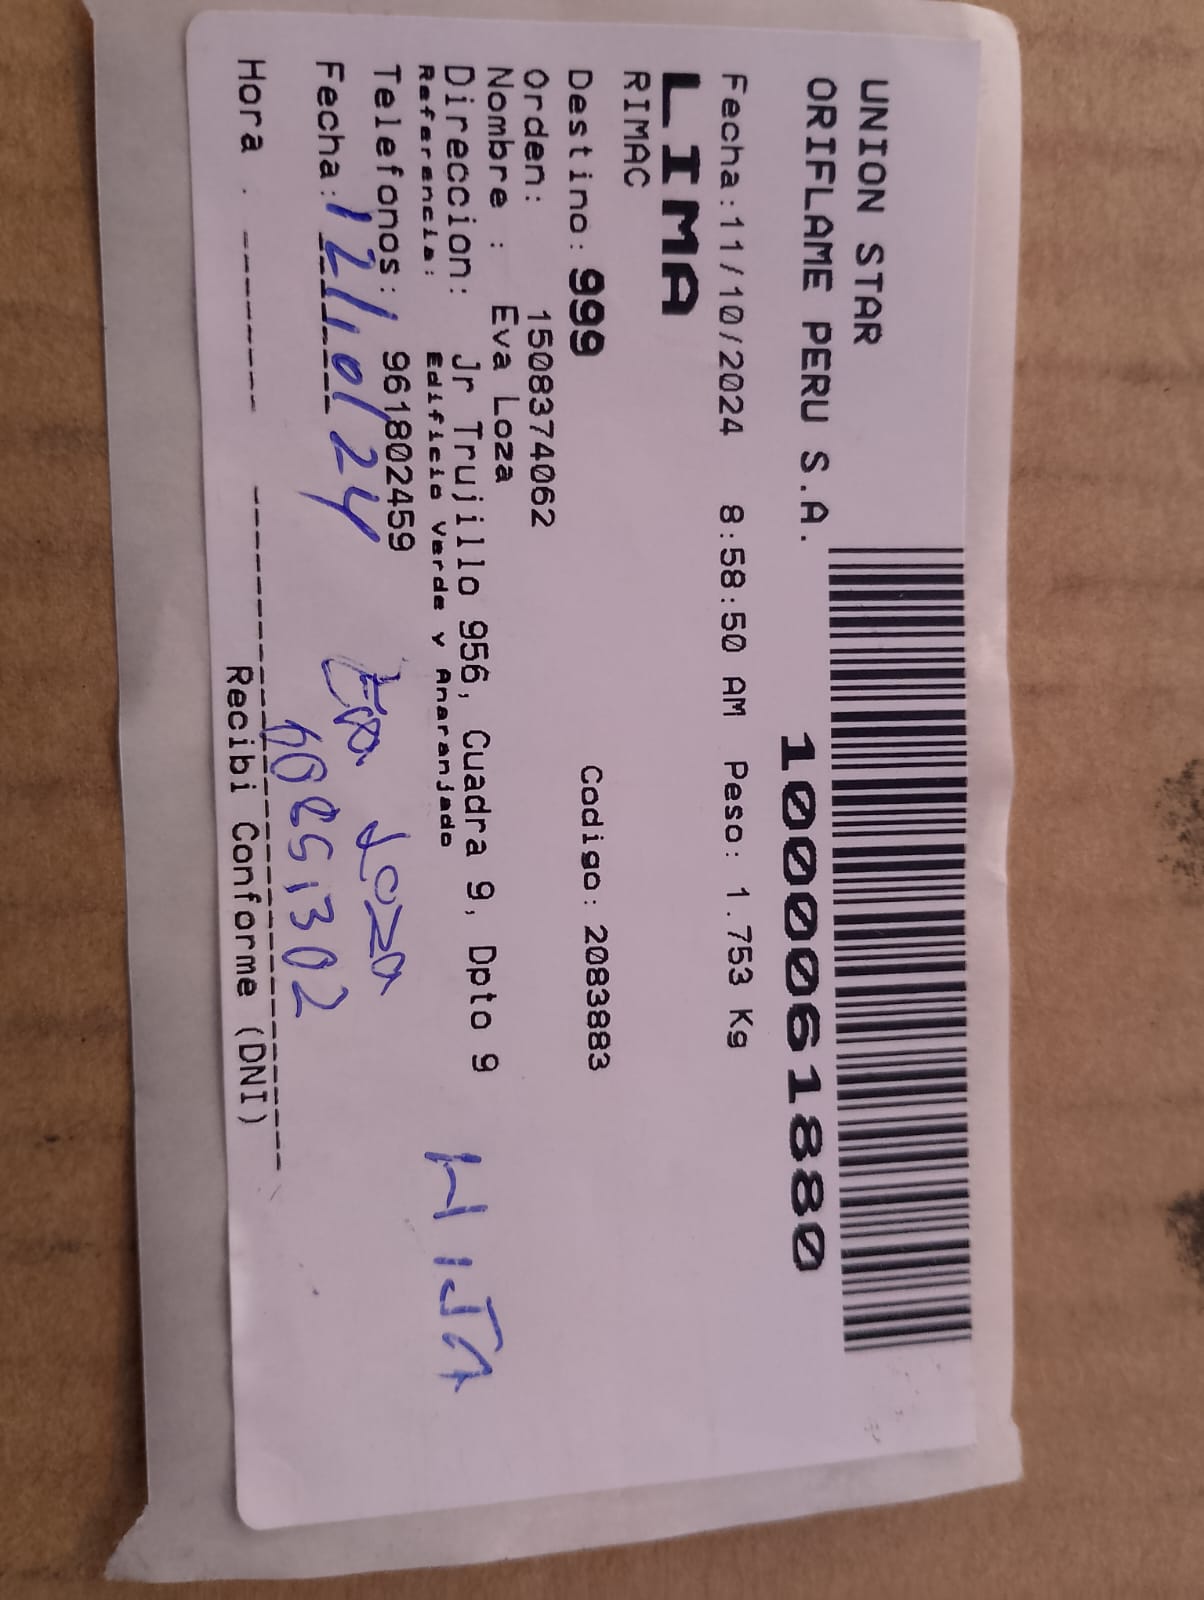 UNION STAR
ORIFLAME PERU S.A.
1000061880
Fecha:11/10/2024 8:58:50 AM Peso: 1.753 Kg
LIMA
RIMAC
Destino: 999 Codigo: 2083883
Orden: 1508374062
Nombre : Eva Loza
Direccion: Jr Trujillo 956, Cuadra 9, Dpto 9
Referencia: Edificio Verde y Anaranjado
Telefonos: 961802459
HIJA
Fecha: 12/10/24 Eva Loza
Hora :
Recibi Conforme (DNI)